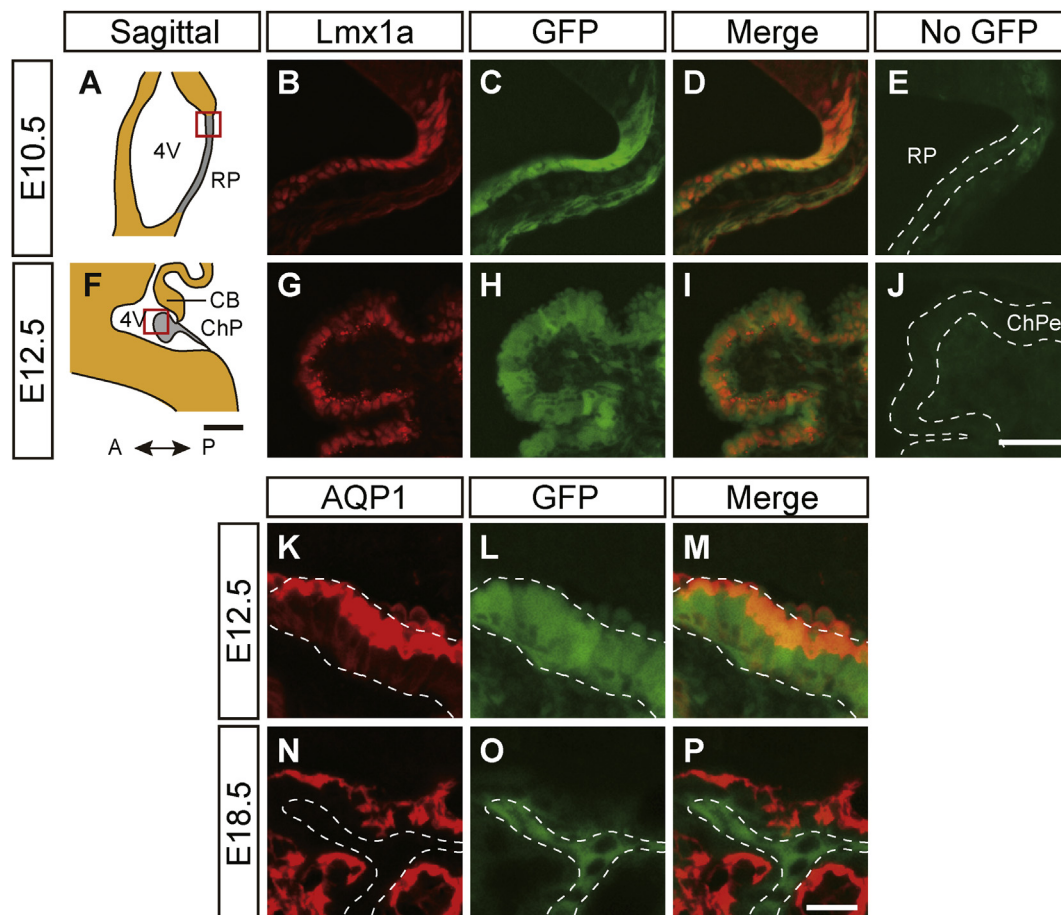 Sagittal Lmx1a GFP Merge No GFP
E10.5
A B C D E
4V RP RP
E12.5
F G H I J
CB
4V ChP ChPe
A P
AQP1 GFP Merge
E12.5
K L M
E18.5
N O P